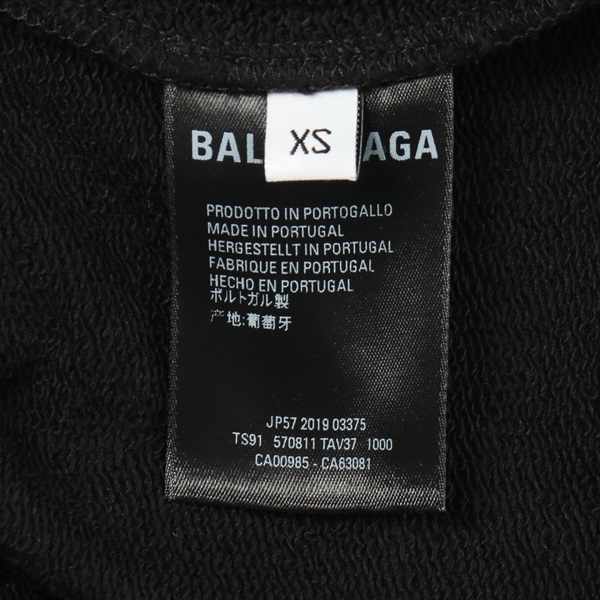 BAL AGA
XS
PRODOTTO IN PORTOGALLO
MADE IN PORTUGAL
HERGESTELLT IN PORTUGAL
FABRIQUE EN PORTUGAL
HECHO EN PORTUGAL
ポルトガル製
产地:葡萄牙
JP57 2019 03375
TS91 570811 TAV37 1000
CA00985 - CA63081